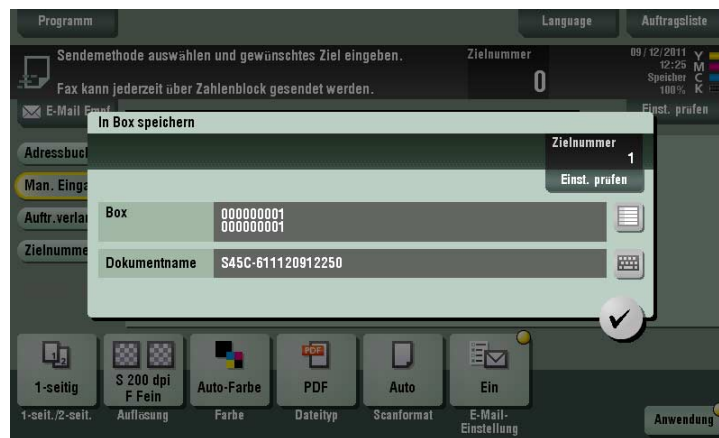 Programm
Language
Auftragsliste
Sendemethode auswählen und gewünschtes Ziel eingeben.
Fax kann jederzeit über Zahlenblock gesendet werden.
Zielnummer
0
09/12/2011
12:25
Speicher
100%
Y
M
C
K
E-Mail Empf.
Einst. prüfen
In Box speichern
Zielnummer
1
Einst. prüfen
Adressbuch
Man. Einga
Auftr.verlau
Zielnumme
Box
000000001
000000001
Dokumentname
S45C-611120912250
1-seitig
S 200 dpi
F Fein
Auto-Farbe
PDF
PDF
Auto
Ein
1-seit./2-seit.
Auflösung
Farbe
Dateityp
Scanformat
E-Mail-
Einstellung
Anwendung